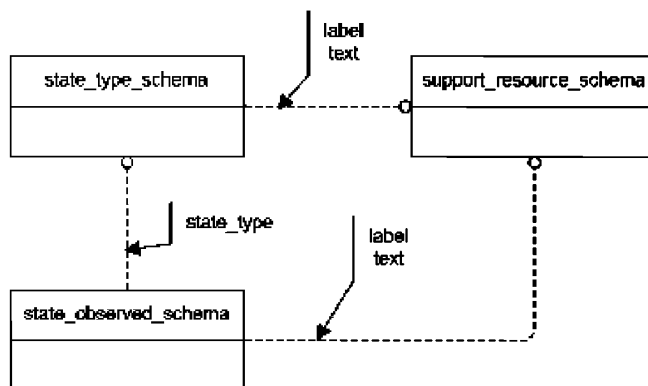 label
text
state_type_schema
support_resource_schema
state_type
label
text
state_observed_schema